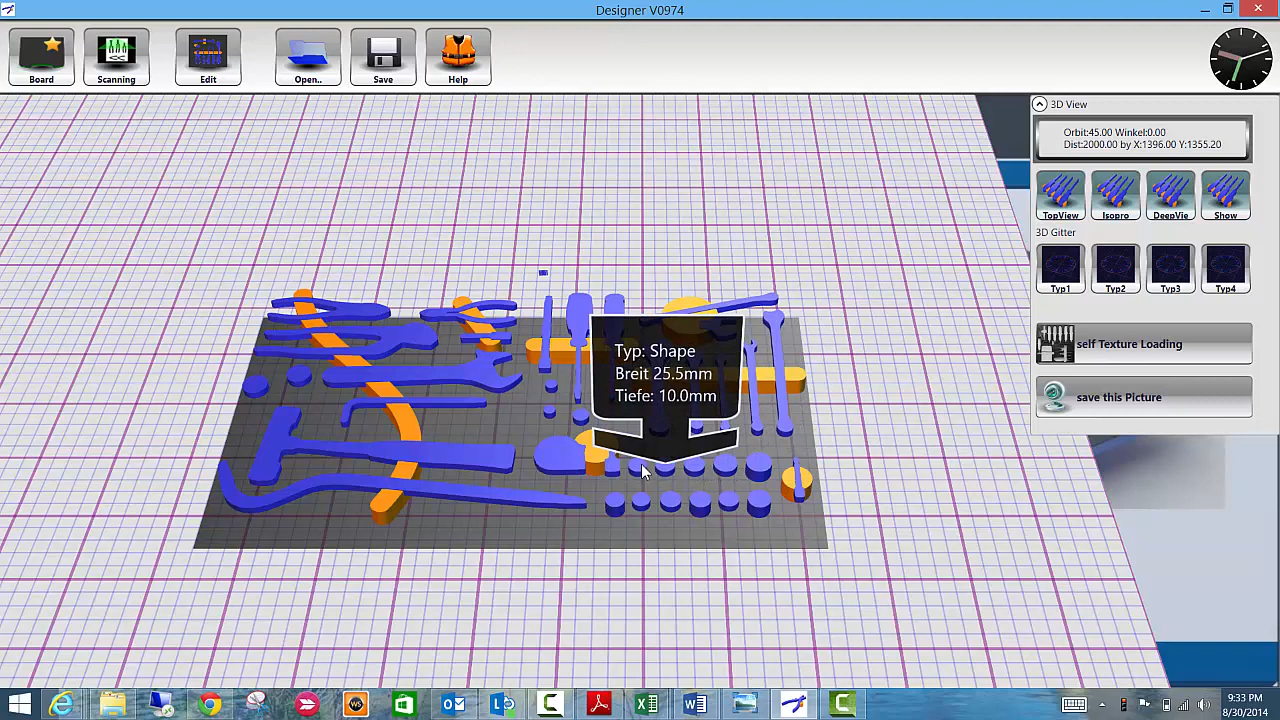 Designer V0974
Board
Scanning
Edit
Open..
Save
Help
3D View
Orbit:45.00 Winkel:0.00
Dist:2000.00 by X:1396.00 Y:1355.20
TopView
Isopro
DeepVie
Show
3D Gitter
Typ1
Typ2
Typ3
Typ4
self Texture Loading
save this Picture
Typ: Shape
Breit 25.5mm
Tiefe: 10.0mm
9:33 PM
8/30/2014